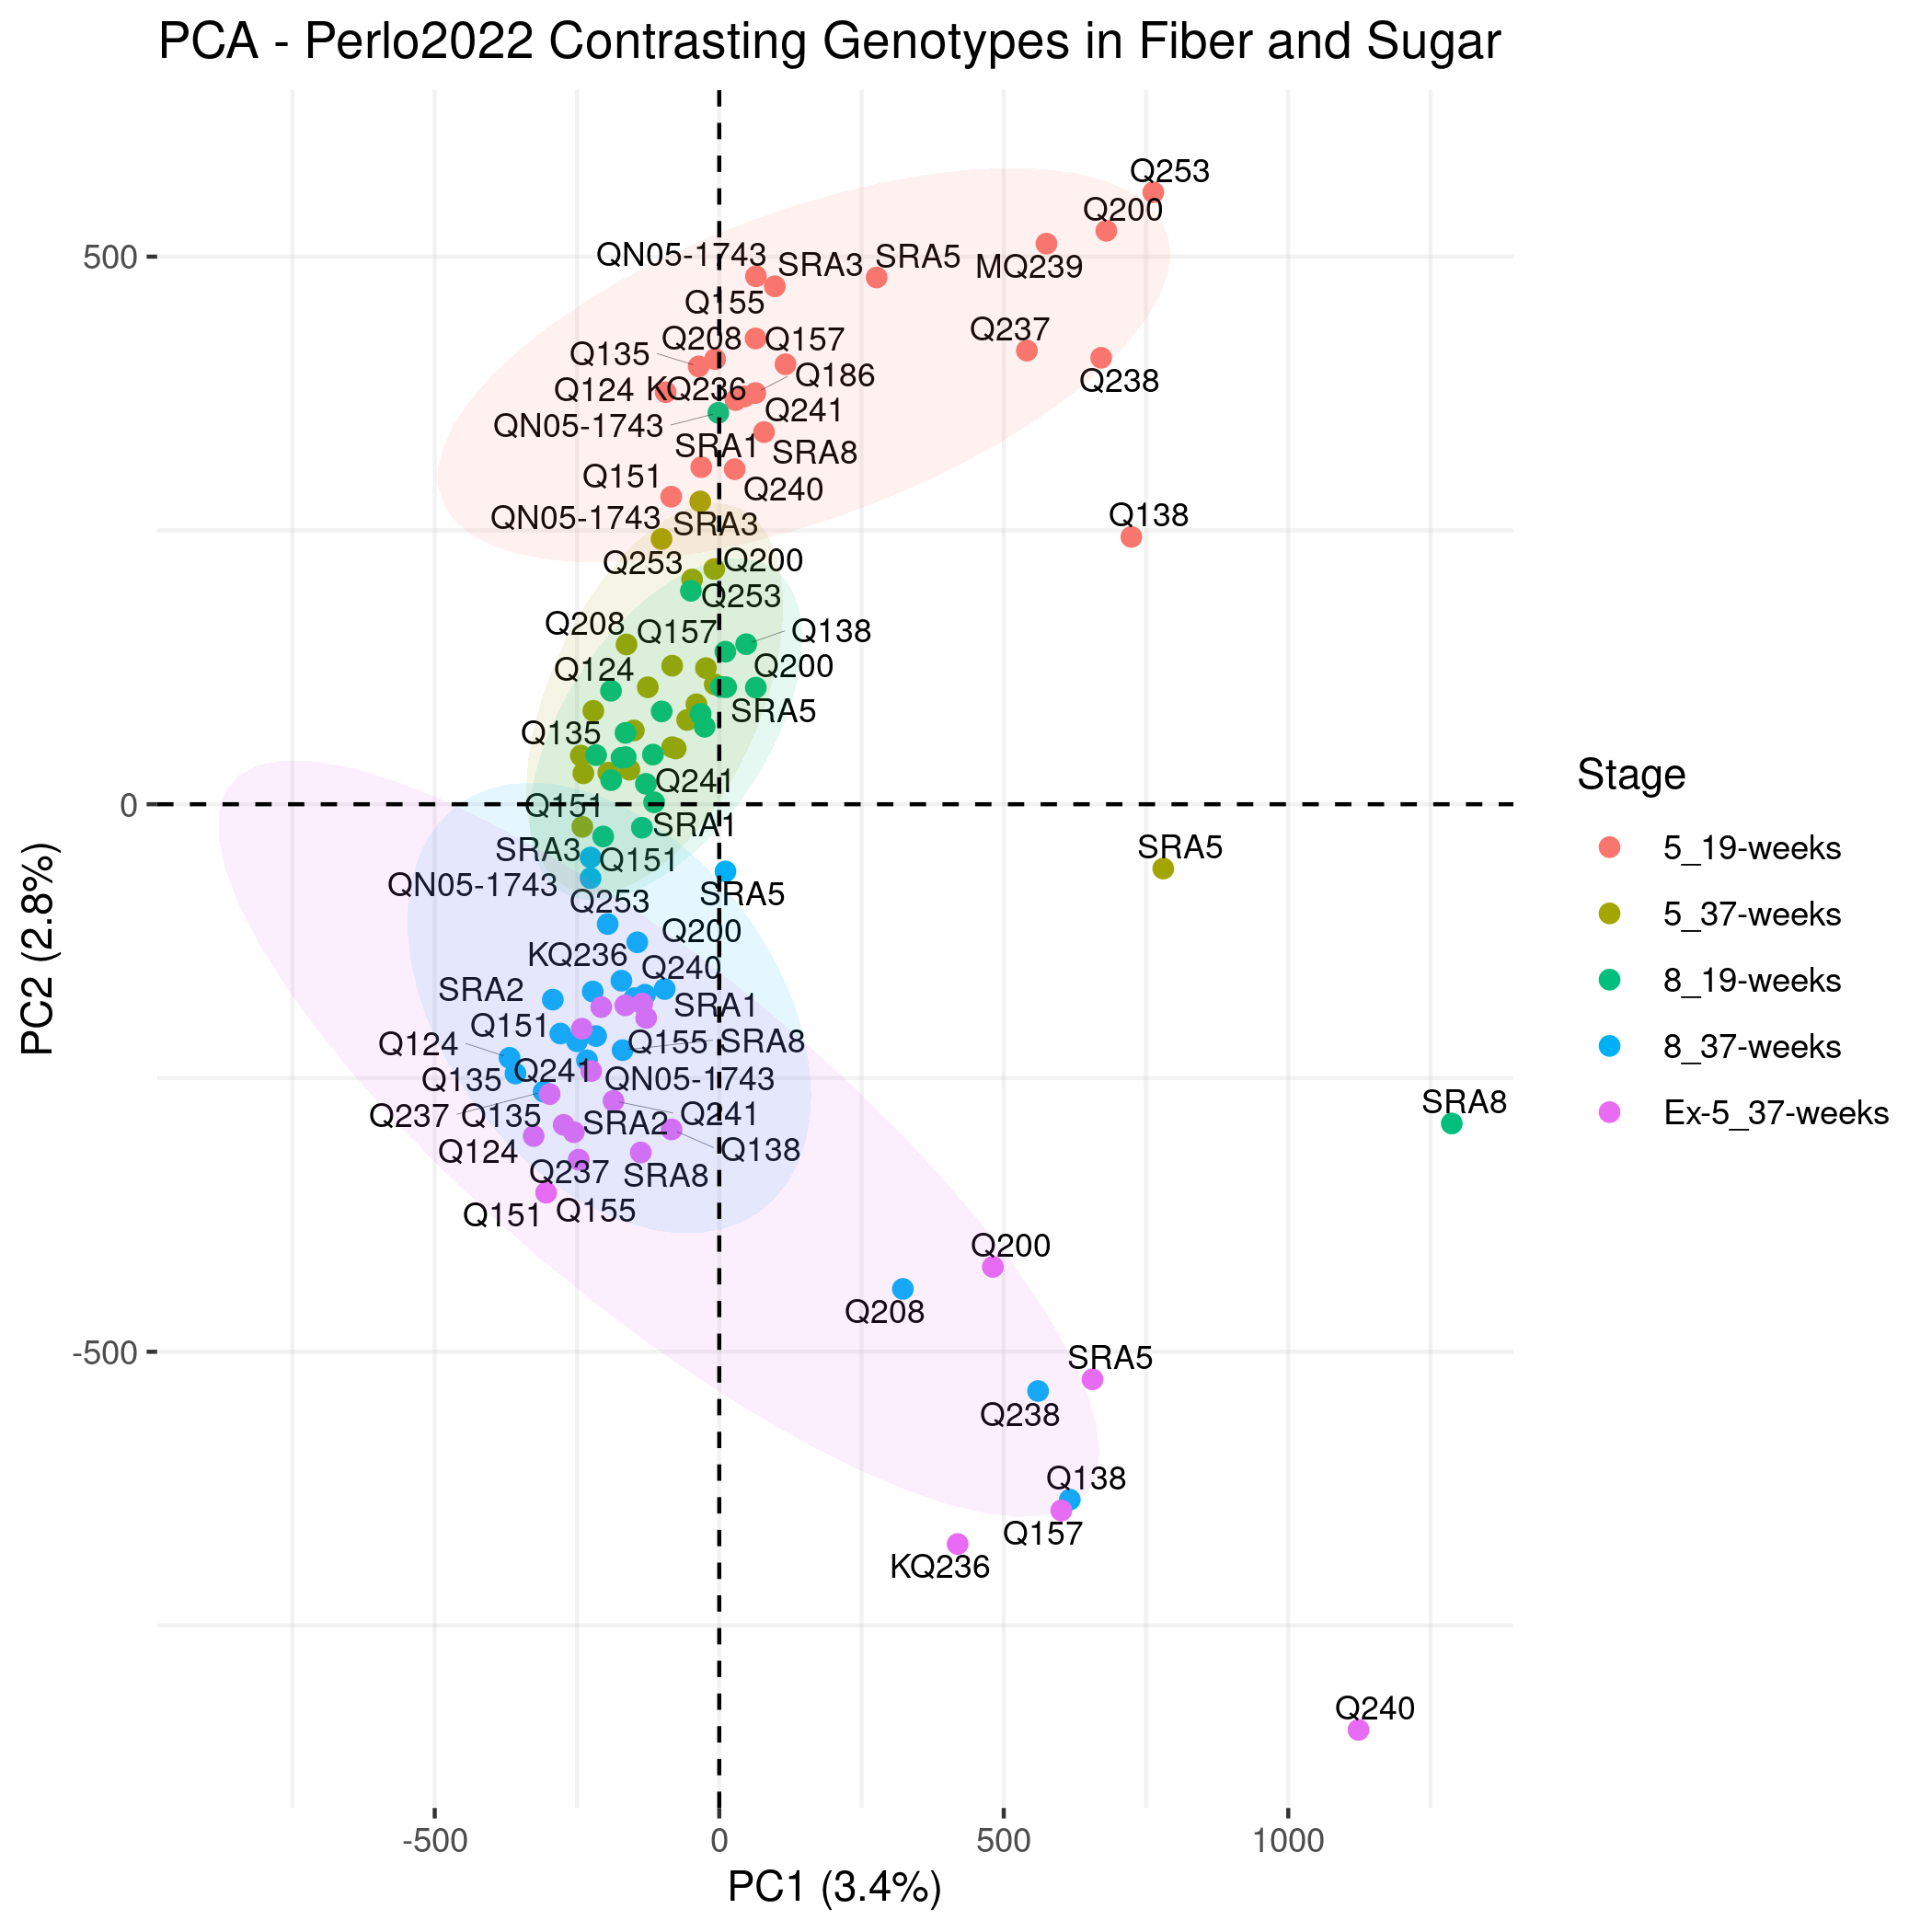 PCA - Perlo2022 Contrasting Genotypes in Fiber and Sugar
Q253
Q200
QN05-1743
SRA3
SRA5
MQ239
500
Q155
Q237
Q208
Q157
Q135
Q186
Q238
Q124
KQ236
Q241
QN05-1743
SRA1
SRA8
Q151
Q240
QN05-1743
SRA3
Q138
Q253
Q200
Q253
Q208
Q157
Q138
Q124
Q200
SRA5
Q135
Q241
0
Q151
SRA1
SRA3
Q151
SRA5
QN05-1743
SRA5
Q253
Q200
KQ236
Q240
SRA2
SRA1
Q151
Q155
SRA8
Q124
Q241
QN05-1743
Q135
SRA8
Q237
Q135
SRA2
Q241
Q124
Q138
Q237
SRA8
Q151
Q155
Q200
Q208
-500
SRA5
Q238
Q138
Q157
KQ236
Q240
-500
0
500
1000
PC1 (3.4%)
PC2 (2.8%)
Stage
5_19-weeks
5_37-weeks
8_19-weeks
8_37-weeks
Ex-5_37-weeks